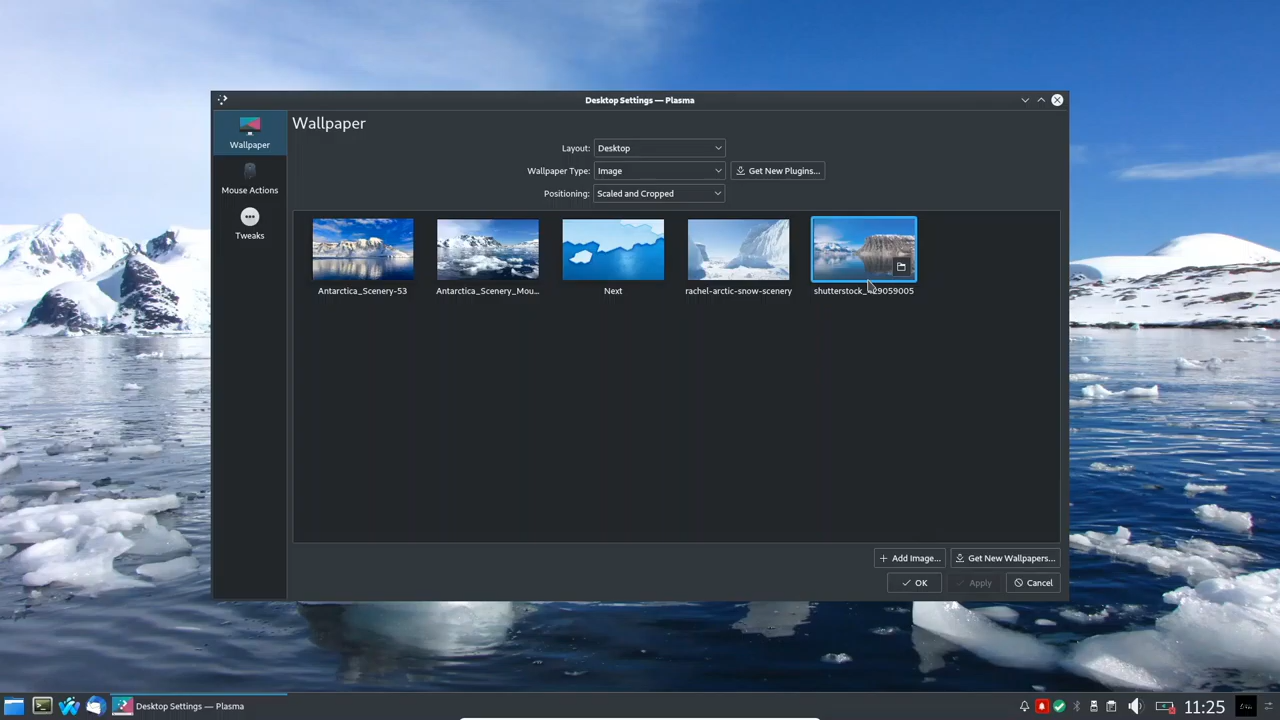 Desktop Settings — Plasma
Wallpaper
Mouse Actions
Tweaks
Wallpaper
Layout: Desktop
Wallpaper Type: Image Get New Plugins...
Positioning: Scaled and Cropped
Antarctica_Scenery-53 Antarctica_Scenery_Mou... Next rachel-arctic-snow-scenery
Add Image... Get New Wallpapers...
OK Apply Cancel
Desktop Settings — Plasma 11:25